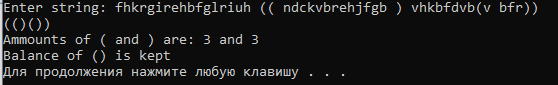 Enter string: fhkrgirehbfglriuh (( ndckvbrehjfgb ) vhkbfdvb(v bfr))
(()())
Ammounts of ( and ) are: 3 and 3
Balance of () is kept
Для продолжения нажмите любую клавишу . . .